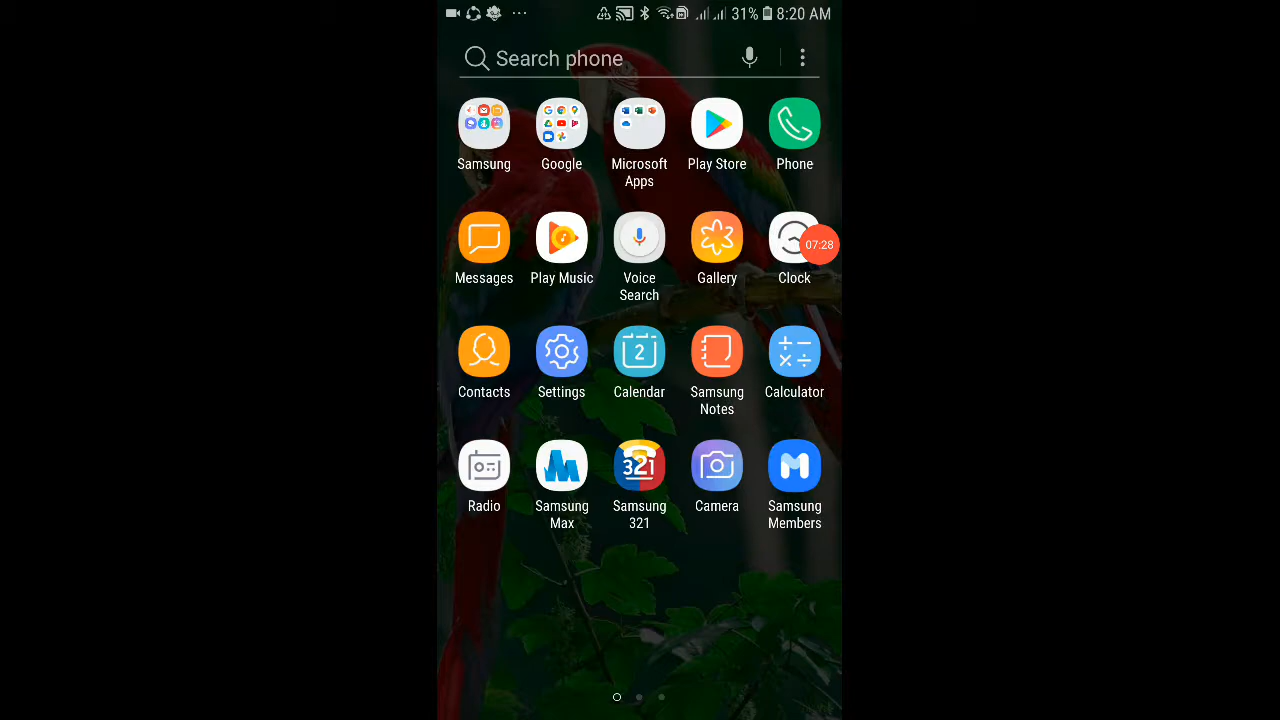 31% 8:20 AM
Search phone
Samsung
Google
Microsoft Apps
Play Store
Phone
Messages
Play Music
Voice Search
Gallery
Clock
07:28
Contacts
Settings
2
Calendar
Samsung Notes
Calculator
Radio
Samsung Max
321
Samsung 321
Camera
Samsung Members